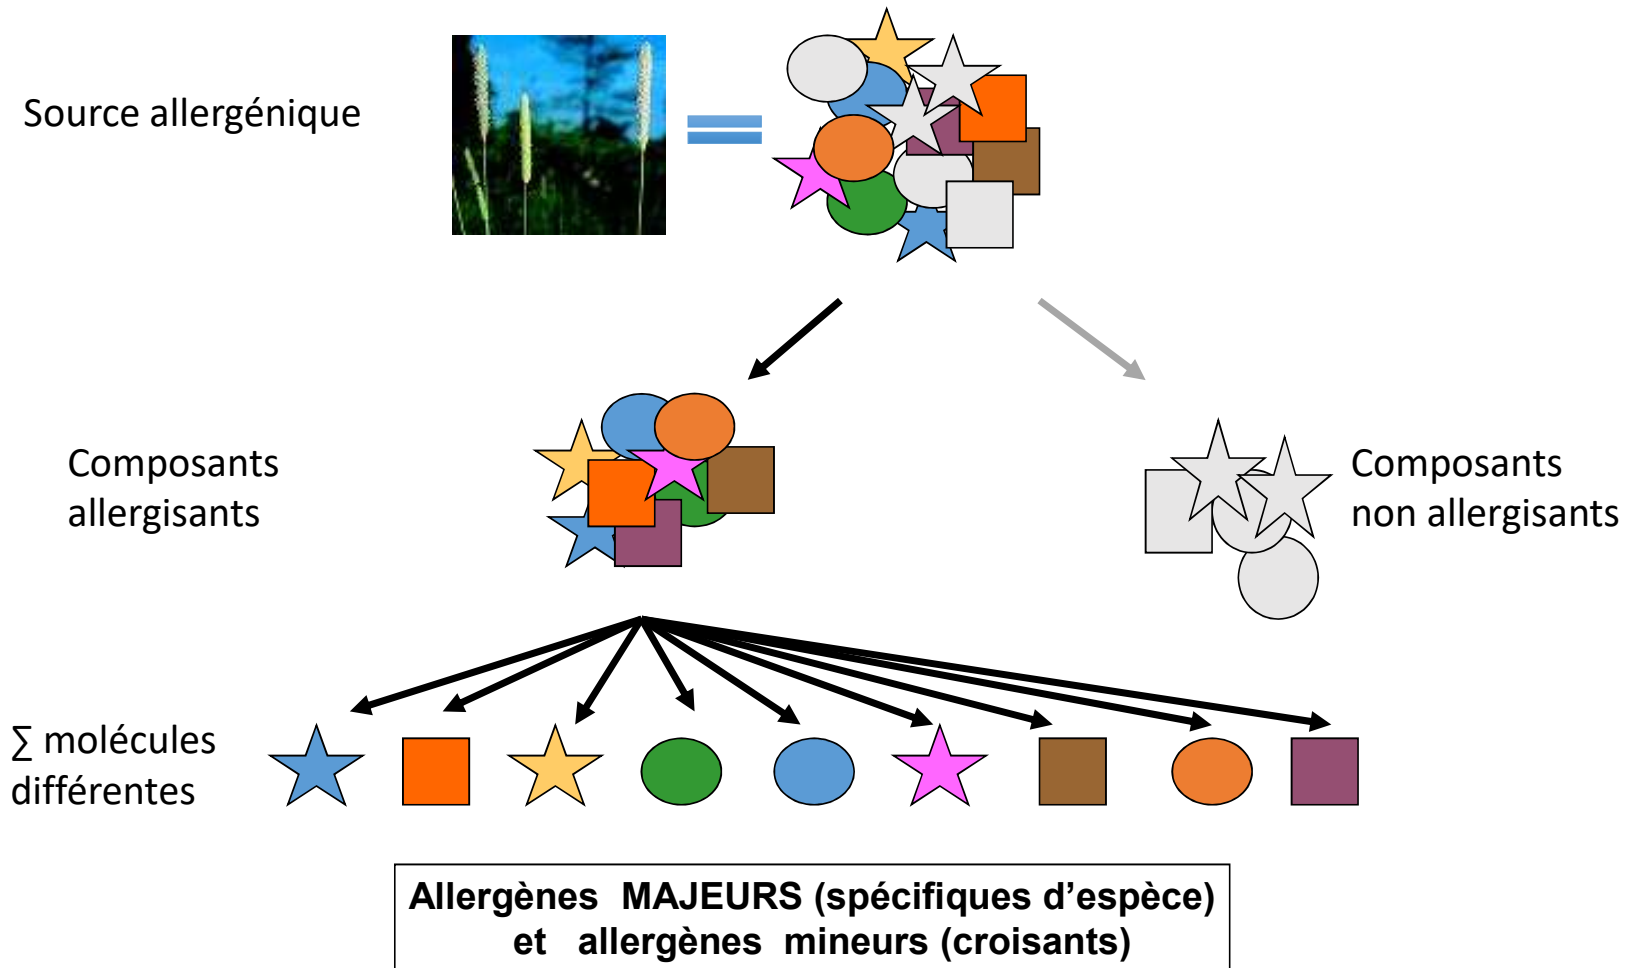 Source allergénique
Composants
allergisants
Composants
non allergisants
∑ molécules
différentes
Allergènes MAJEURS (spécifiques d’espèce)
et allergènes mineurs (croisants)